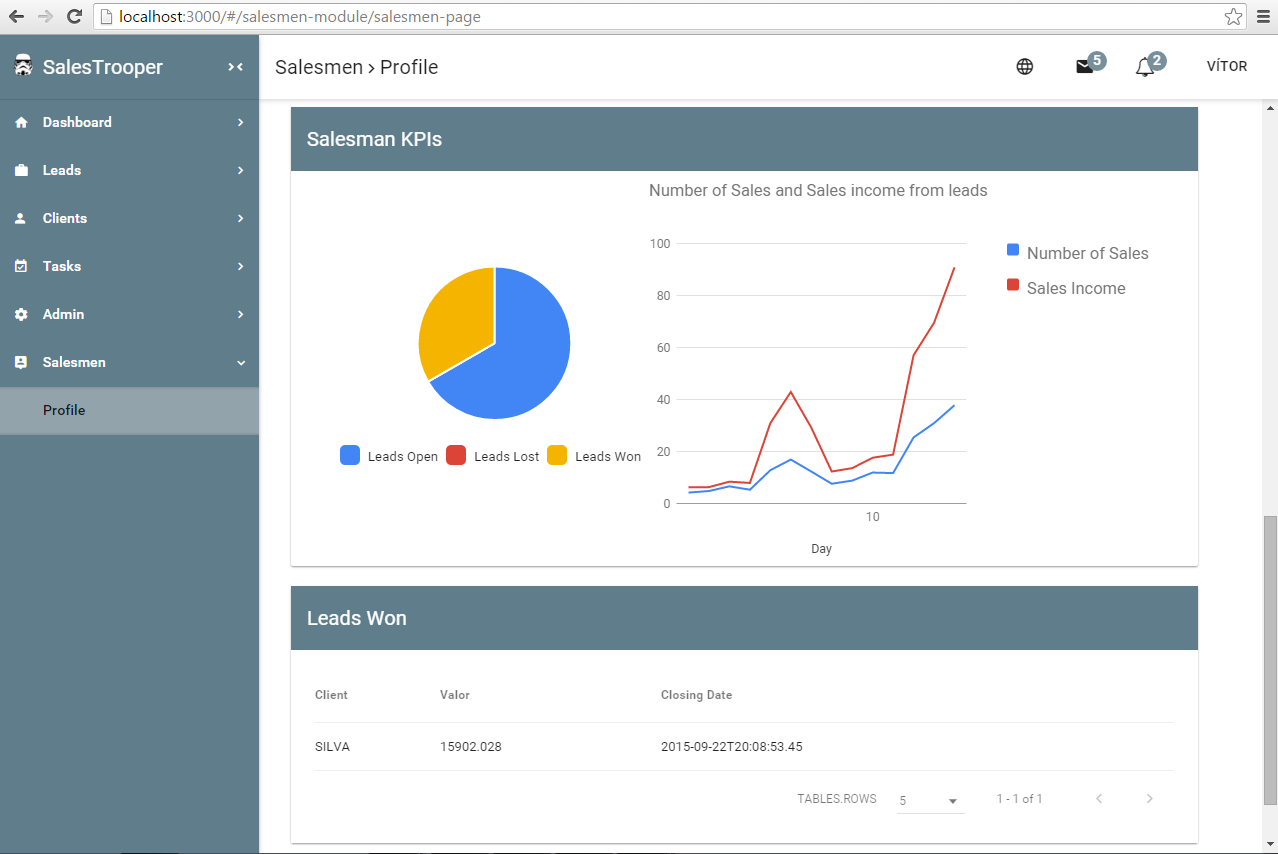 localhost:3000/#/salesmen-module/salesmen-page
SalesTrooper
Salesmen › Profile
5
2
VÍTOR
Dashboard
Leads
Clients
Tasks
Admin
Salesmen
Profile
Salesman KPIs
Number of Sales and Sales income from leads
100
80
60
40
20
0
10
Day
Number of Sales
Sales Income
Leads Open
Leads Lost
Leads Won
Leads Won
Client Valor Closing Date
SILVA 15902.028 2015-09-22T20:08:53.45
TABLES.ROWS 5 1 - 1 of 1